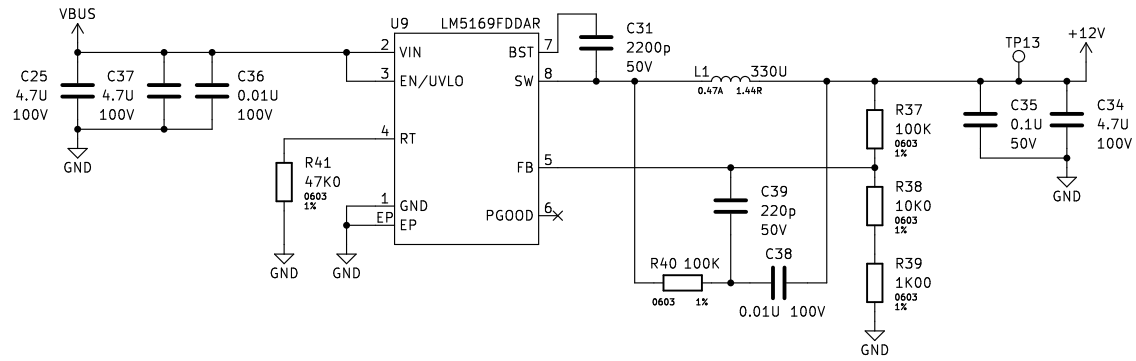 VBUS
C25
4.7U
100V
C37
4.7U
100V
C36
0.01U
100V
GND
U9
LM5169FDDAR
2
VIN
3
EN/UVLO
4
RT
1
GND
EP
EP
BST
7
SW
8
FB
5
PGOOD
6
R41
47K0
0603
1%
GND
GND
C31
2200p
50V
L1
330U
0.47A
1.44R
C39
220p
50V
C38
0.01U 100V
R40 100K
0603
1%
R37
100K
0603
1%
R38
10K0
0603
1%
R39
1K00
0603
1%
GND
TP13
+12V
C35
0.1U
50V
C34
4.7U
100V
GND